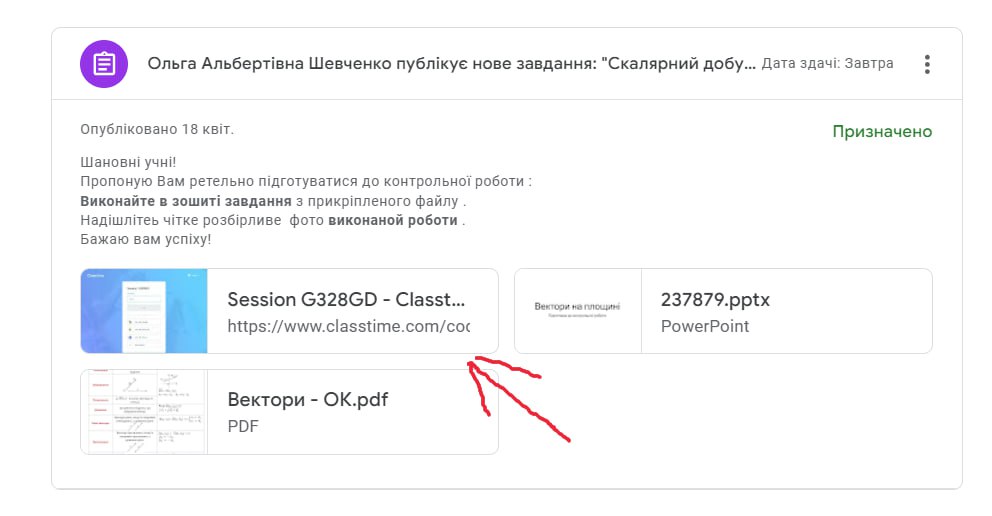 Ольга Альбертівна Шевченко публікує нове завдання: "Скалярний добу... Дата здачі: Завтра
Опубліковано 18 квіт.
Призначено
Шановні учні!
Пропоную Вам ретельно підготуватися до контрольної роботи :
Виконайте в зошиті завдання з прикріпленого файлу .
Надішлітеь чітке розбірливе фото виконаной роботи .
Бажаю вам успіху!
Session G328GD - Classt...
https://www.classtime.com/coc
Вектори на площині
237879.pptx
PowerPoint
Вектори - ОК.pdf
PDF